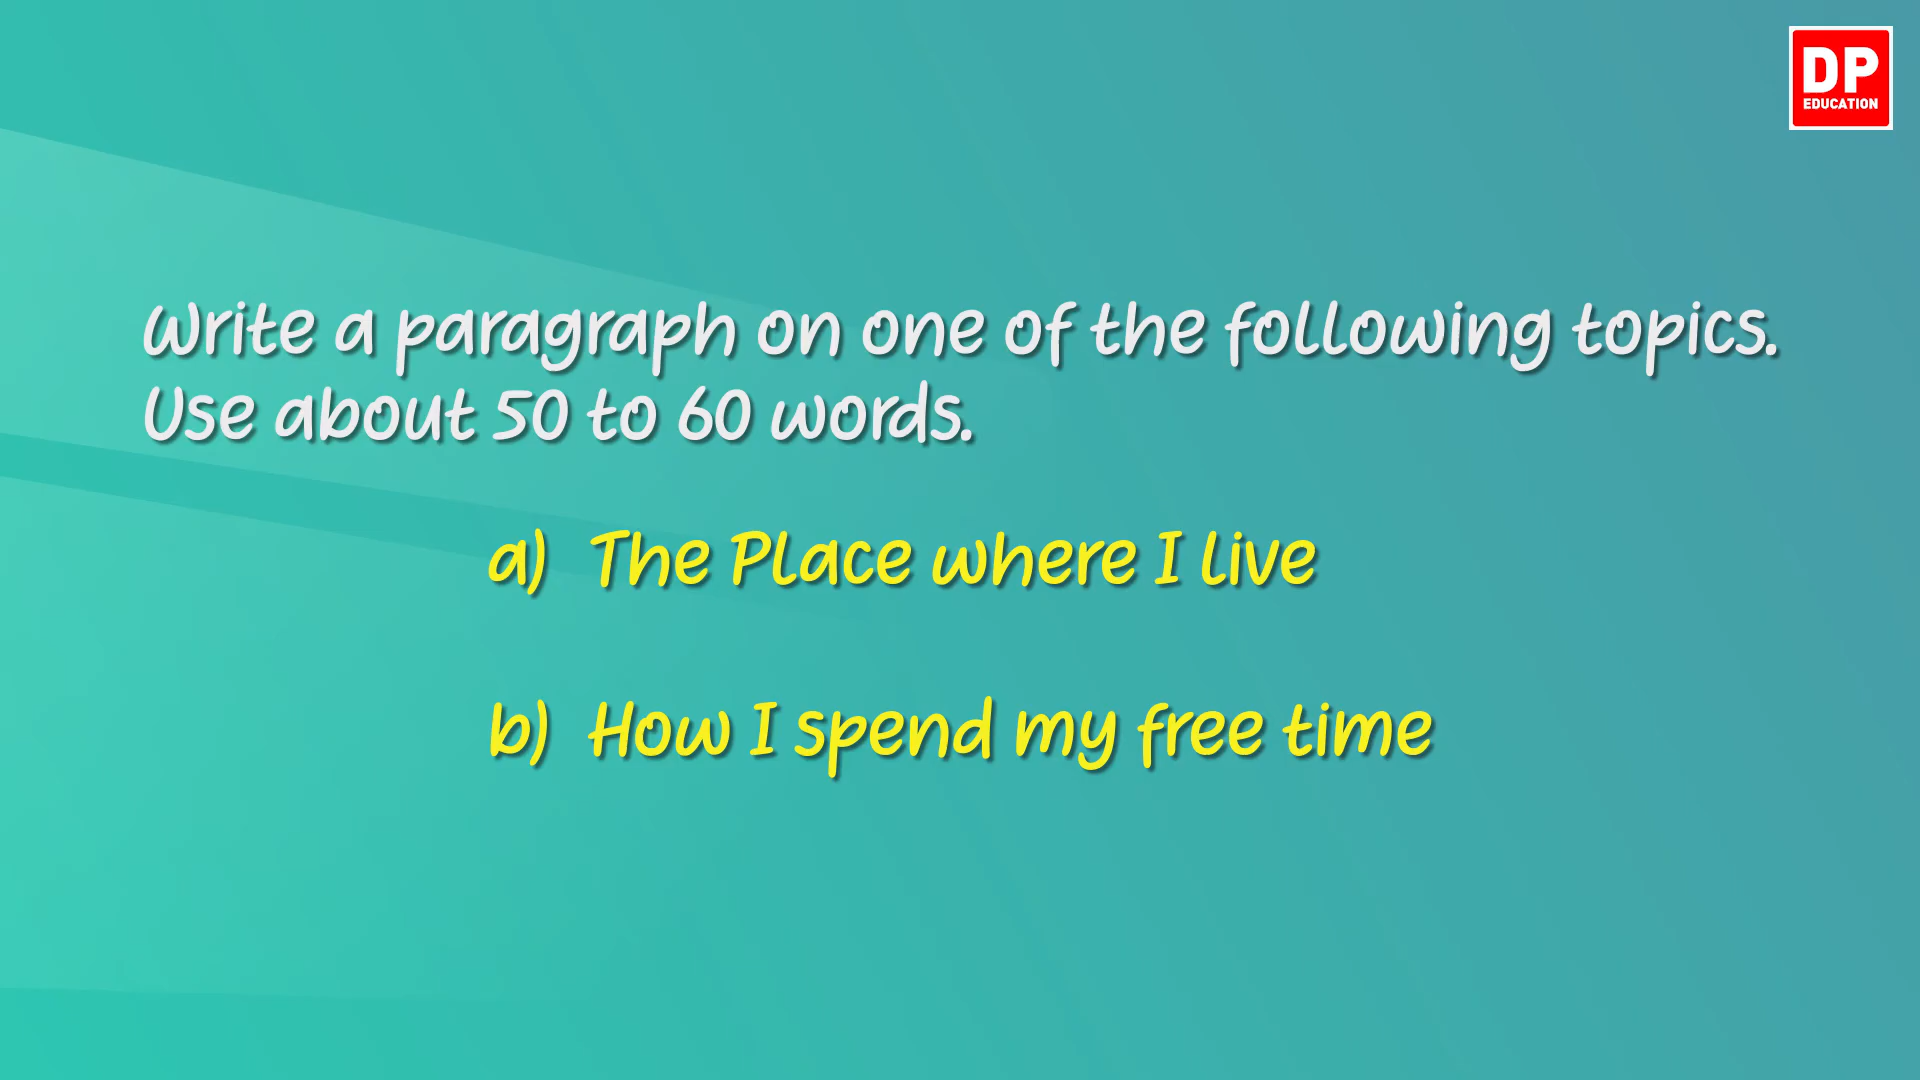 DP
EDUCATION
Write a paragraph on one of the following topics.
Use about 50 to 60 words.
a) The Place where I live
b) How I spend my free time